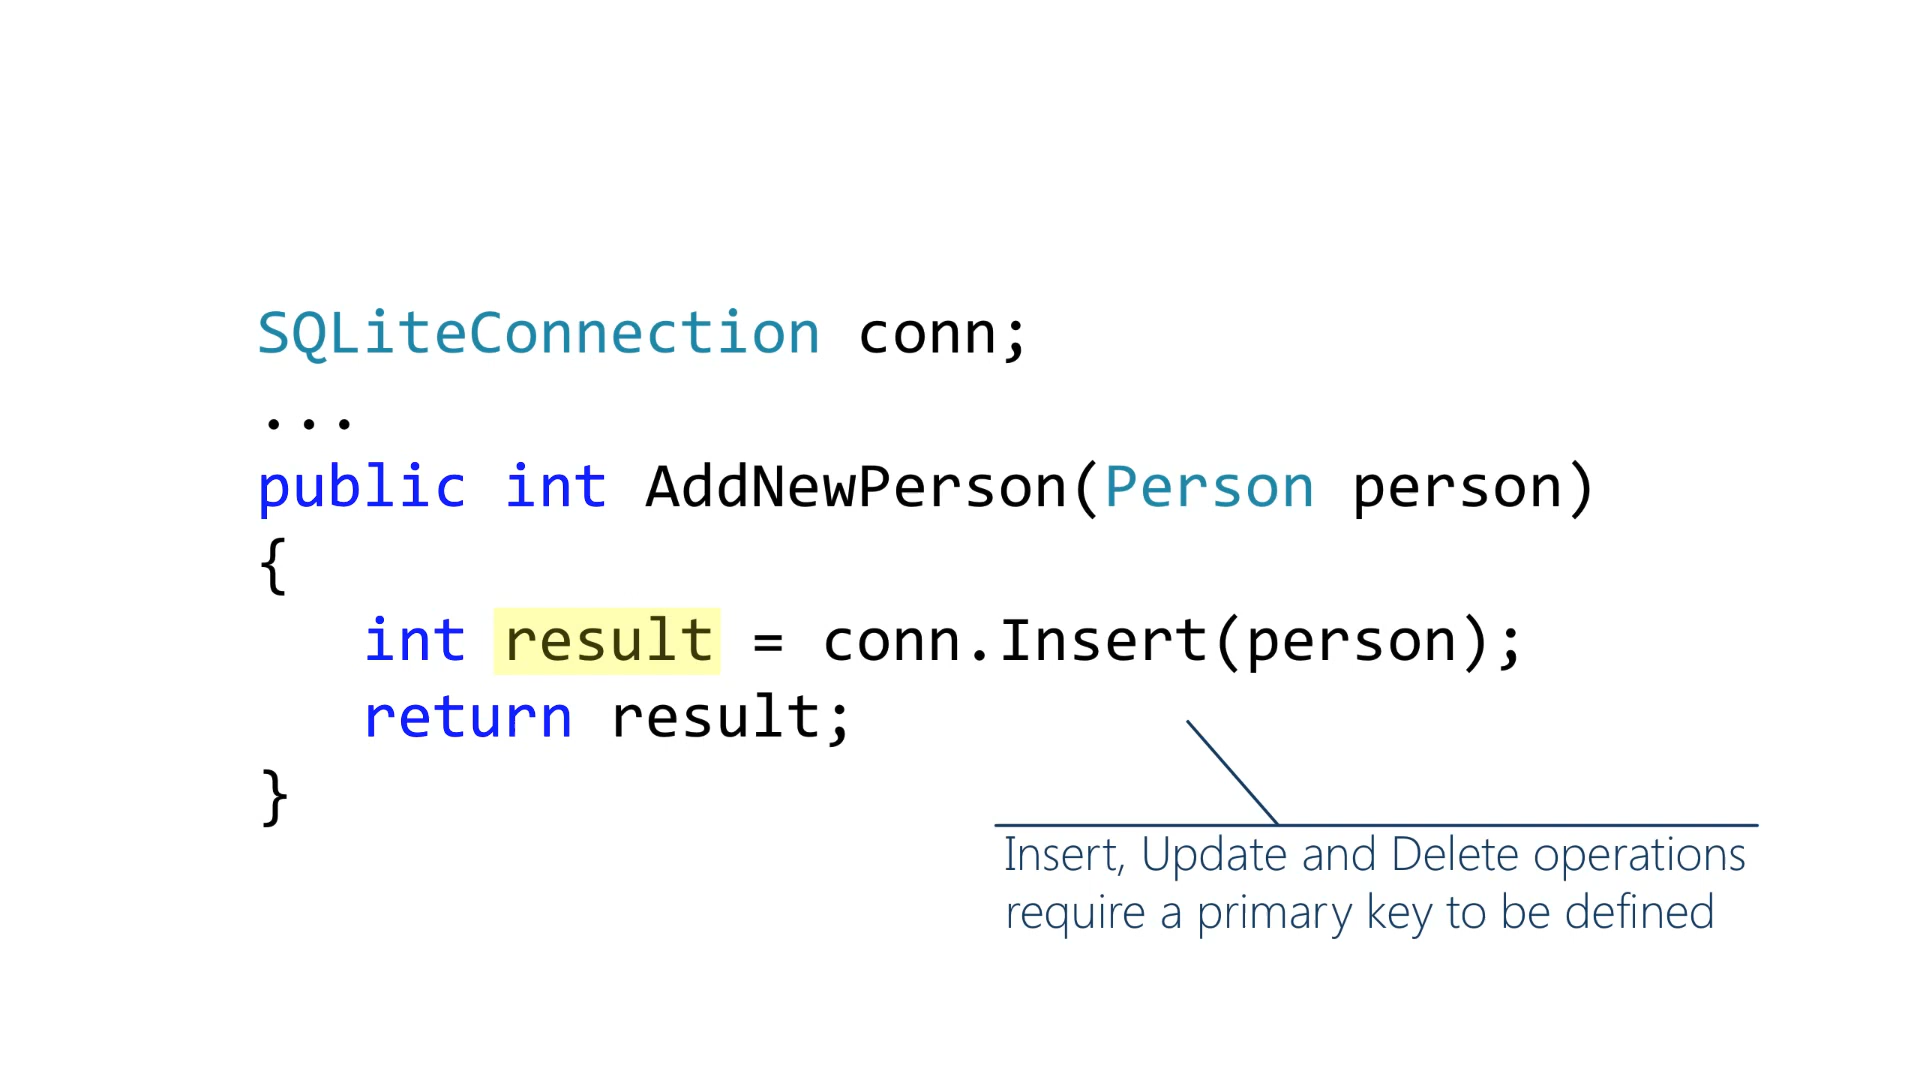 SQLiteConnection conn;
...
public int AddNewPerson(Person person)
{
int result = conn.Insert(person);
return result;
}
Insert, Update and Delete operations
require a primary key to be defined